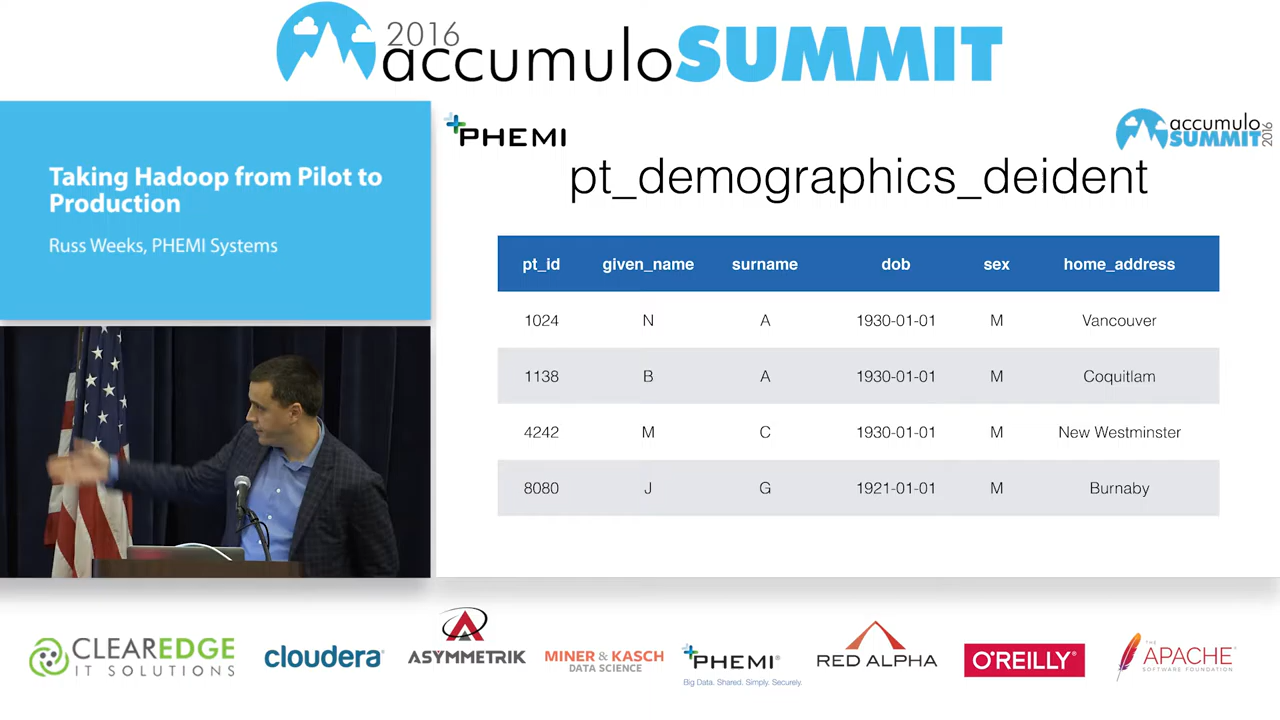 2016
accumuloSUMMIT
Taking Hadoop from Pilot to
Production
Russ Weeks, PHEMI Systems
PHEMI
accumulo
SUMMIT 2016
pt_demographics_deident
pt_id given_name surname dob sex home_address
1024 N A 1930-01-01 M Vancouver
1138 B A 1930-01-01 M Coquitlam
4242 M C 1930-01-01 M New Westminster
8080 J G 1921-01-01 M Burnaby
CLEAREDGE
IT SOLUTIONS
cloudera
ASYMMETRIK
MINER & KASCH
DATA SCIENCE
PHEMI
Big Data. Shared. Simply. Securely.
RED ALPHA
O'REILLY
THE
APACHE
SOFTWARE FOUNDATION